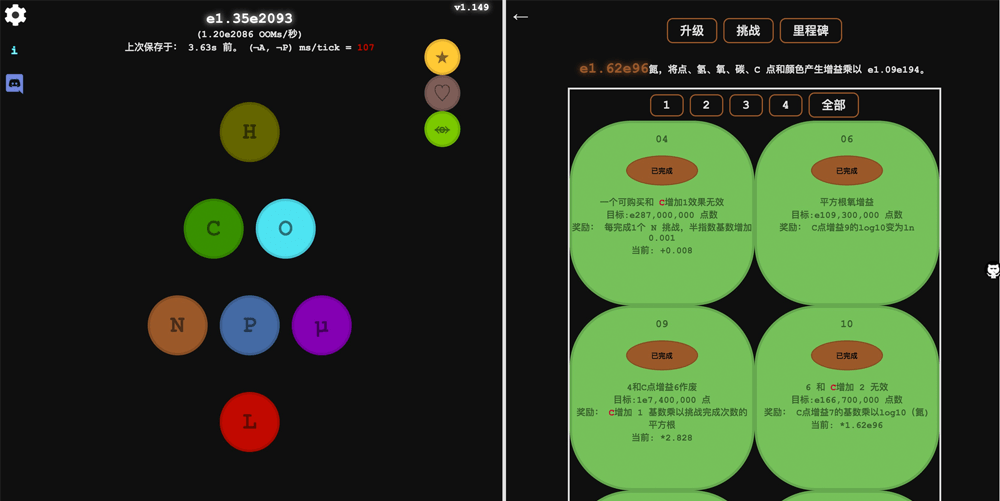 v1.149
e1.35e2093
(1.20e2086 OOMs/秒)
上次保存于: 3.63s 前。 (¬A, ¬P) ms/tick = 107
i
H
C O
N P μ
L
升级 挑战 里程碑
e1.62e96氮, 将点、氢、氧、碳、C 点和颜色产生增益乘以 e1.09e194。
1 2 3 4 全部
04
已完成
一个可购买和 C增加1效果无效
目标:e287,000,000 点数
奖励: 每完成1个 N 挑战, 半指数基数增加
0.001
当前: +0.008
06
已完成
平方根氧增益
目标:e109,300,000 点数
奖励: C点增益9的log10变为ln
09
已完成
4和C点增益6作废
目标:1e7,400,000 点
奖励: C增加 1 基数乘以挑战完成次数的
平方根
当前: *2.828
10
已完成
6 和 C增加 2 无效
目标:e166,700,000 点数
奖励: C点增益7的基数乘以log10 (氮)
当前: *1.62e96